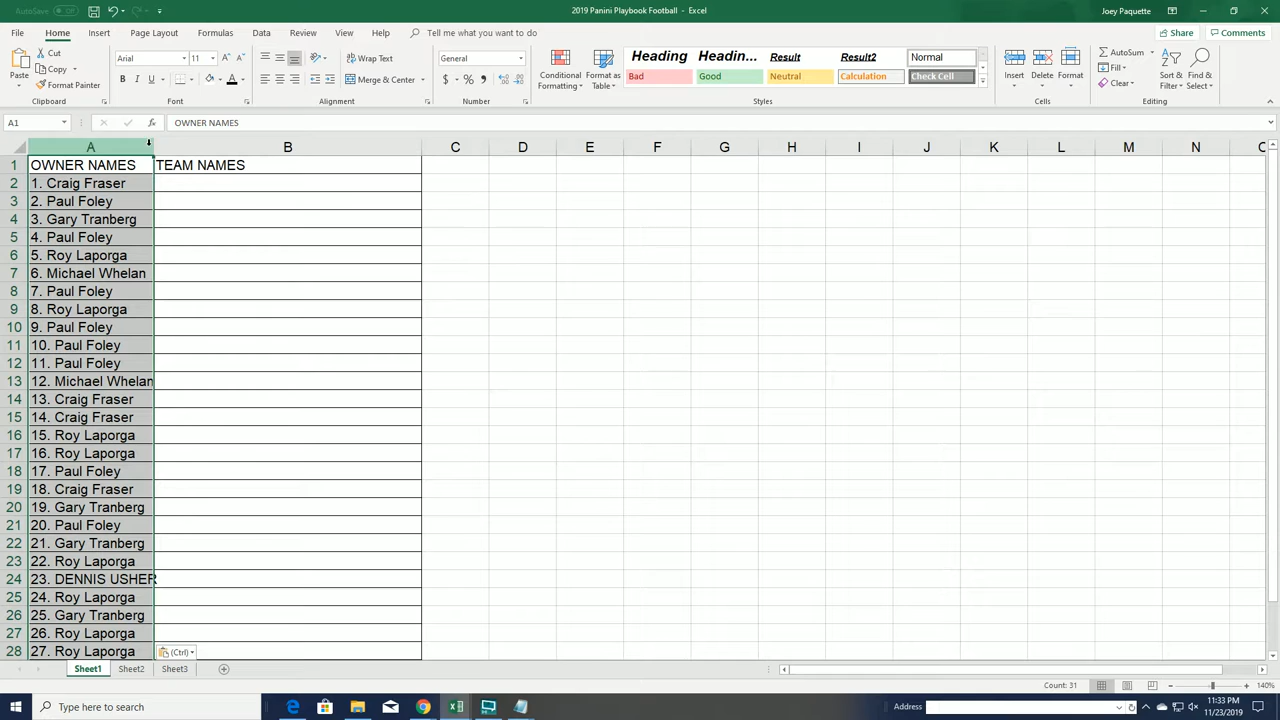 AutoSave Off 2019 Panini Playbook Football - Excel Joey Paquette
File Home Insert Page Layout Formulas Data Review View Help Tell me what you want to do Share Comments
Paste Cut Copy Format Painter Clipboard
Arial 11 B I U A Font
Wrap Text Merge & Center Alignment
General $ % Number
Conditional Formatting Format as Table
Heading Headin... Result Result2 Normal
Bad Good Neutral Calculation Check Cell
Styles
Insert Delete Format Cells
AutoSum Fill Clear Sort & Filter Find & Select Editing
A1 fx OWNER NAMES
A B C D E F G H I J K L M N
1 OWNER NAMES TEAM NAMES
2 1. Craig Fraser
3 2. Paul Foley
4 3. Gary Tranberg
5 4. Paul Foley
6 5. Roy Laporga
7 6. Michael Whelan
8 7. Paul Foley
9 8. Roy Laporga
10 9. Paul Foley
11 10. Paul Foley
12 11. Paul Foley
13 12. Michael Whelan
14 13. Craig Fraser
15 14. Craig Fraser
16 15. Roy Laporga
17 16. Roy Laporga
18 17. Paul Foley
19 18. Craig Fraser
20 19. Gary Tranberg
21 20. Paul Foley
22 21. Gary Tranberg
23 22. Roy Laporga
24 23. DENNIS USHER
25 24. Roy Laporga
26 25. Gary Tranberg
27 26. Roy Laporga
28 27. Roy Laporga
(Ctrl)
Sheet1 Sheet2 Sheet3
Count: 31 140%
Type here to search Address 11:33 PM
11/23/2019